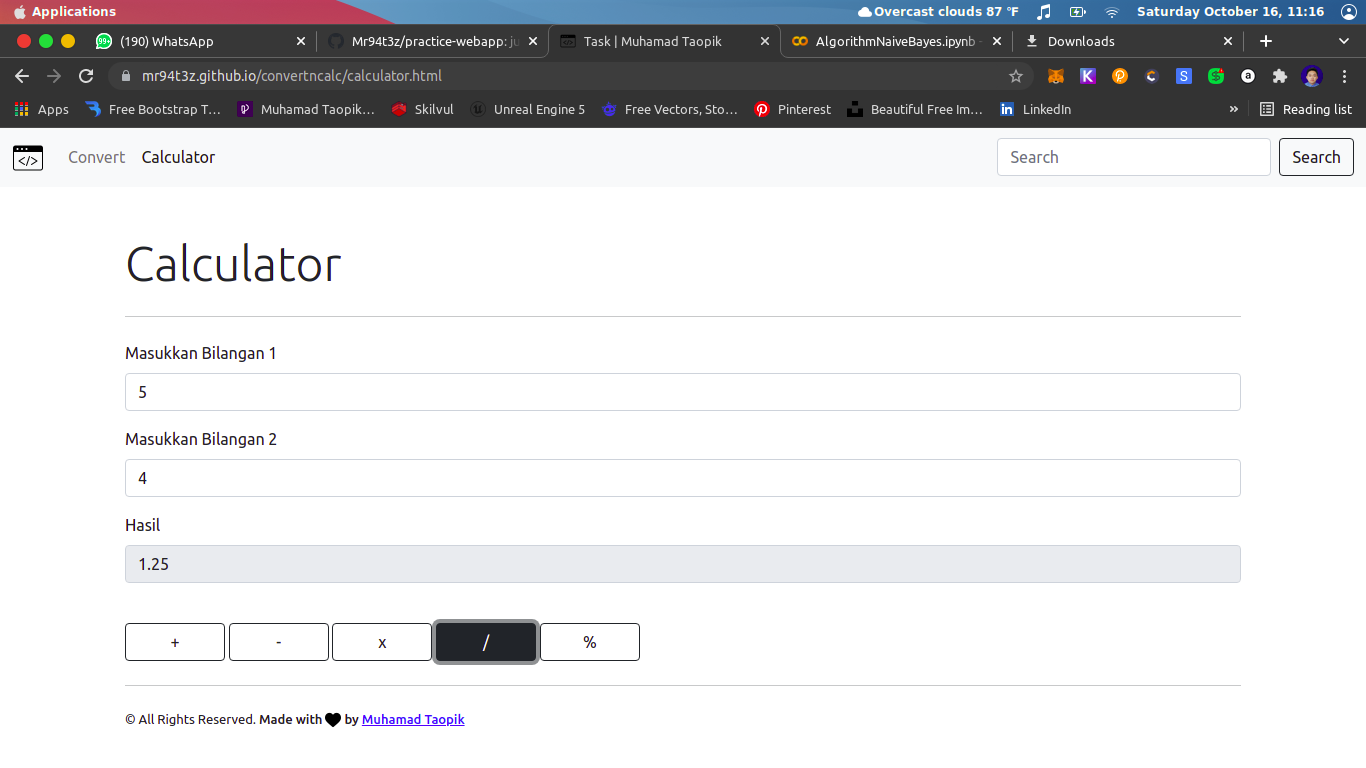 Applications
Overcast clouds 87 °F
Saturday October 16, 11:16
(190) WhatsApp
Mr94t3z/practice-webapp: ju
Task | Muhamad Taopik
AlgorithmNaiveBayes.ipynb -
Downloads
mr94t3z.github.io/convertncalc/calculator.html
Apps
Free Bootstrap T...
Muhamad Taopik...
Skilvul
Unreal Engine 5
Free Vectors, Sto...
Pinterest
Beautiful Free Im...
LinkedIn
»
Reading list
</>
Convert
Calculator
Search
Search
Calculator
Masukkan Bilangan 1
5
Masukkan Bilangan 2
4
Hasil
1.25
+ - x / %
© All Rights Reserved. Made with ♥ by Muhamad Taopik